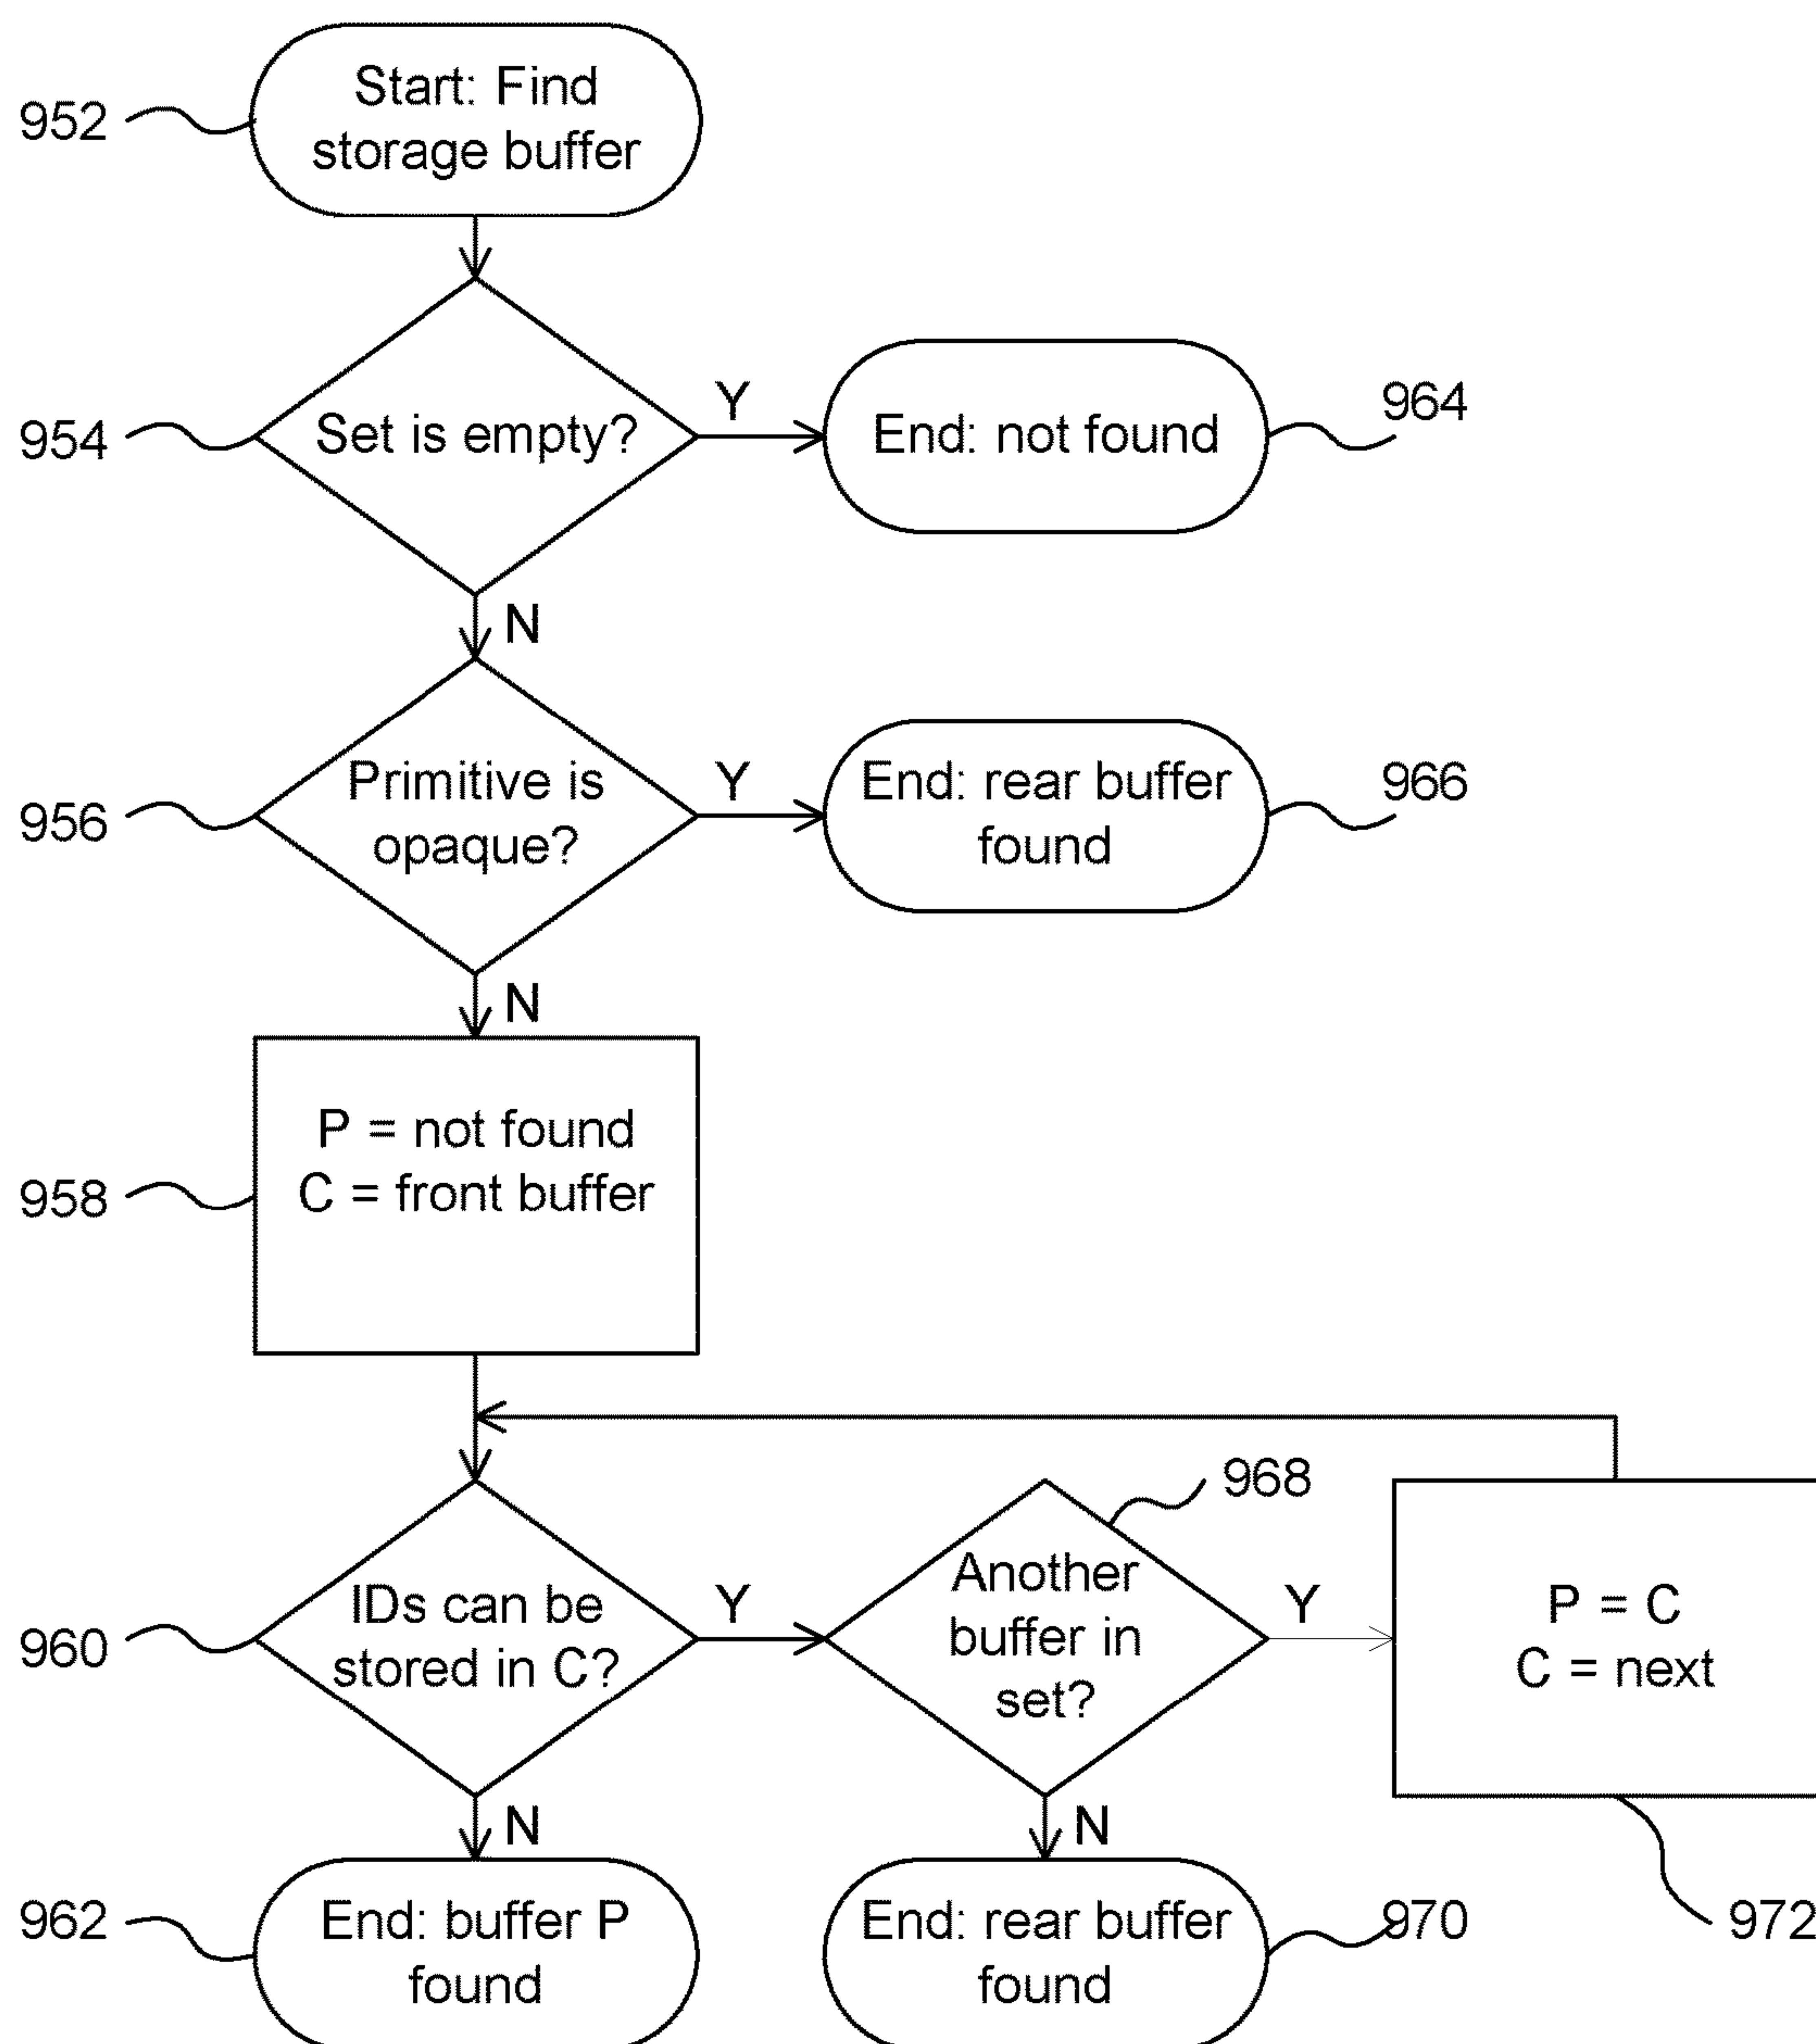 Start: Find
storage buffer
952
Set is empty?
954
Y
End: not found
964
N
Primitive is
opaque?
956
Y
End: rear buffer
found
966
N
P = not found
C = front buffer
958
IDs can be
stored in C?
960
Y
968
Another
buffer in
set?
Y
P = C
C = next
N
N
962
End: buffer P
found
End: rear buffer
found
970
972